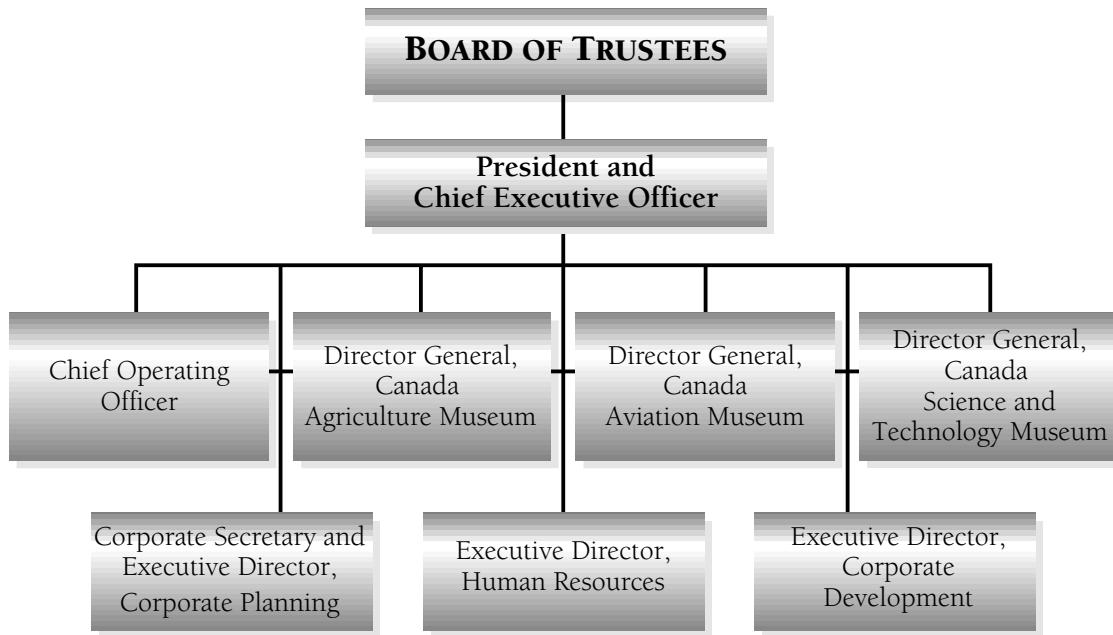 BOARD OF TRUSTEES
President and
Chief Executive Officer
Chief Operating
Officer
Director General,
Canada
Agriculture Museum
Director General,
Canada
Aviation Museum
Director General,
Canada
Science and
Technology Museum
Corporate Secretary and
Executive Director,
Corporate Planning
Executive Director,
Human Resources
Executive Director,
Corporate
Development